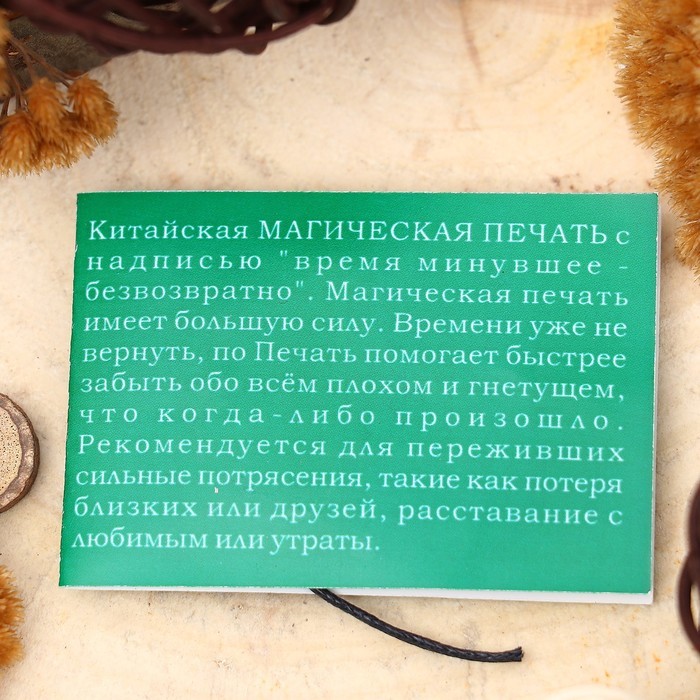 Китайская МАГИЧЕСКАЯ ПЕЧАТЬ с
надписью "время минувшее -
безвозвратно". Магическая печать
имеет большую силу. Времени уже не
вернуть, по Печать помогает быстрее
забыть обо всём плохом и гнетущем,
что когда-либо произошло.
Рекомендуется для переживших
сильные потрясения, такие как потеря
близких или друзей, расставание с
любимым или утраты.